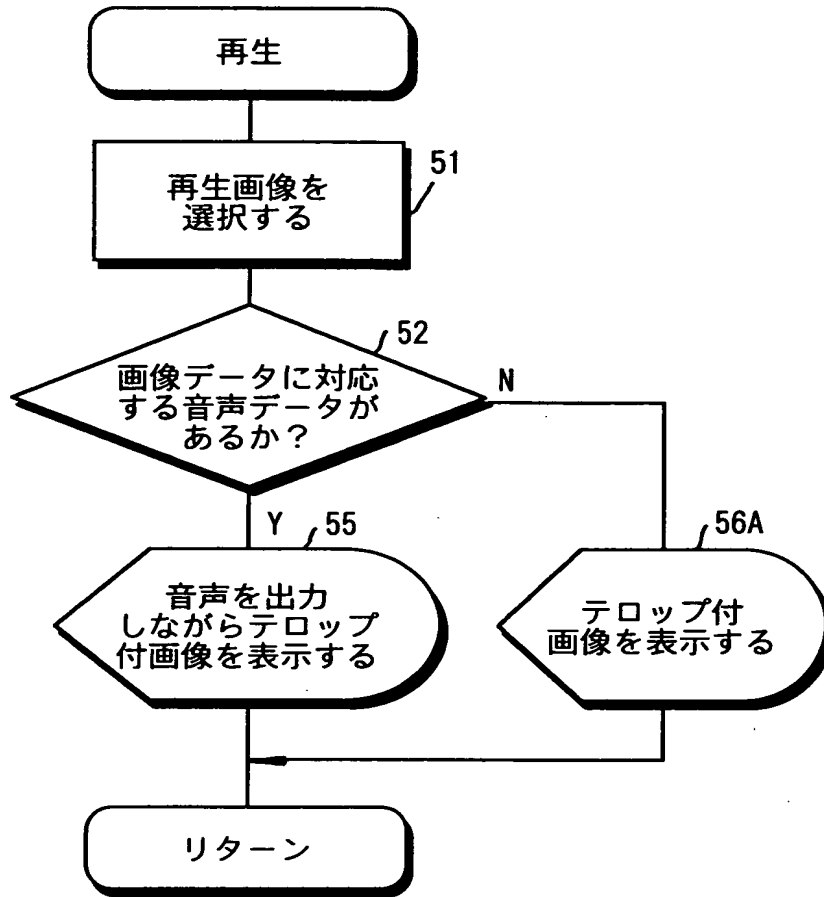 再生
51
再生画像を
選択する
52
画像データに対応
する音声データが
あるか？
N
Y
55
音声を出力
しながらテロップ
付画像を表示する
56A
テロップ付
画像を表示する
リターン